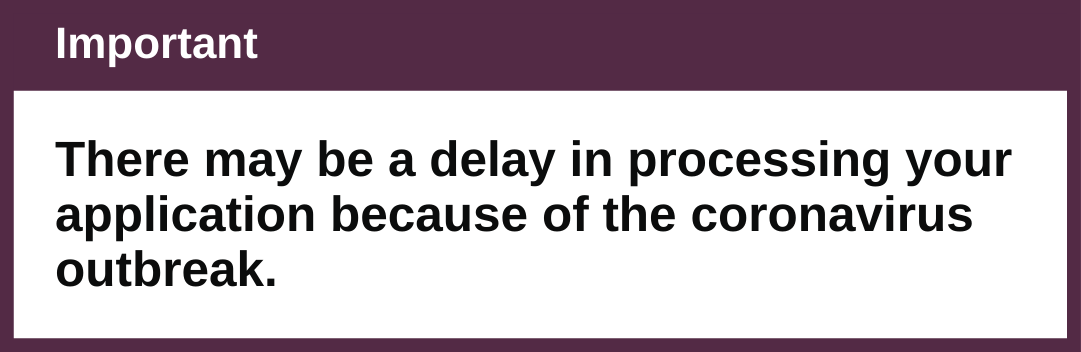 Important
There may be a delay in processing your
application because of the coronavirus
outbreak.